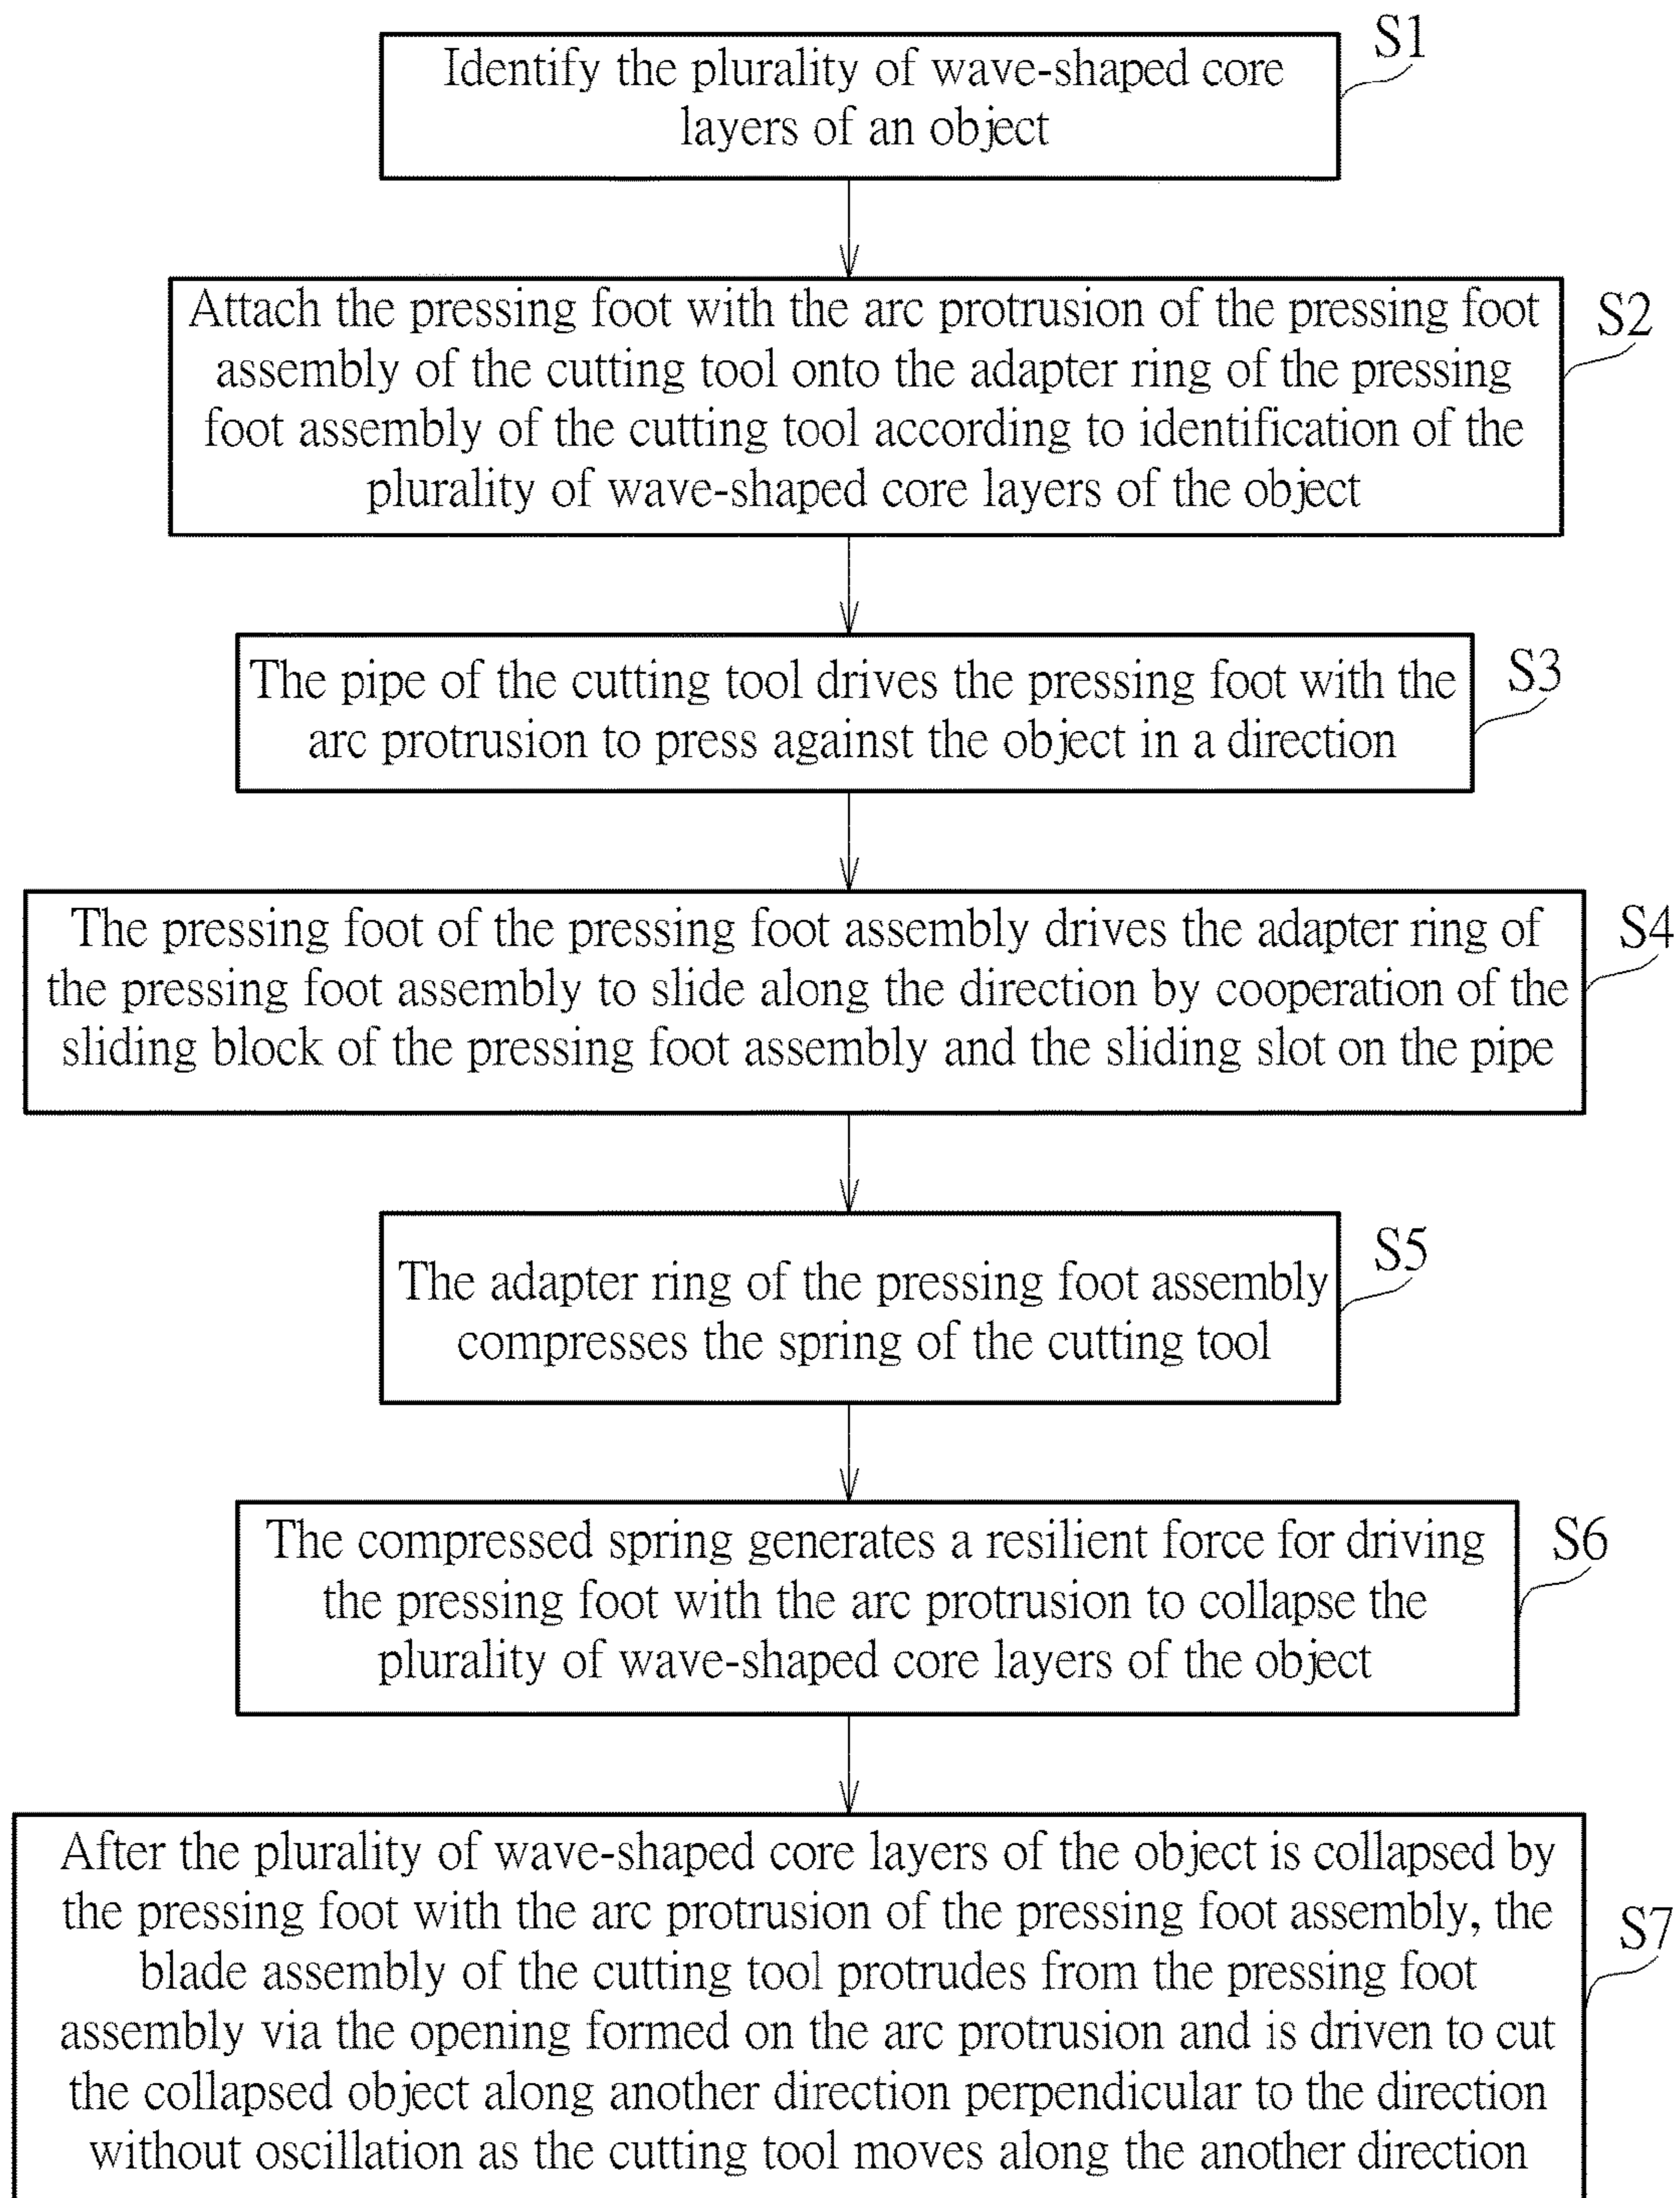 S1
Identify the plurality of wave-shaped core
layers of an object
S2
Attach the pressing foot with the arc protrusion of the pressing foot
assembly of the cutting tool onto the adapter ring of the pressing
foot assembly of the cutting tool according to identification of the
plurality of wave-shaped core layers of the object
S3
The pipe of the cutting tool drives the pressing foot with the
arc protrusion to press against the object in a direction
S4
The pressing foot of the pressing foot assembly drives the adapter ring of
the pressing foot assembly to slide along the direction by cooperation of the
sliding block of the pressing foot assembly and the sliding slot on the pipe
S5
The adapter ring of the pressing foot assembly
compresses the spring of the cutting tool
S6
The compressed spring generates a resilient force for driving
the pressing foot with the arc protrusion to collapse the
plurality of wave-shaped core layers of the object
S7
After the plurality of wave-shaped core layers of the object is collapsed by
the pressing foot with the arc protrusion of the pressing foot assembly, the
blade assembly of the cutting tool protrudes from the pressing foot
assembly via the opening formed on the arc protrusion and is driven to cut
the collapsed object along another direction perpendicular to the direction
without oscillation as the cutting tool moves along the another direction